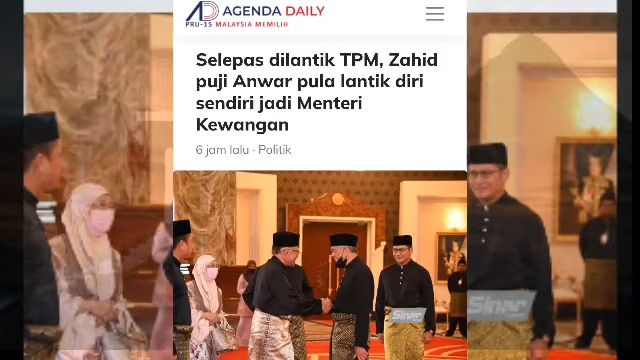 AGENDA DAILY
PRU-15 MALAYSIA MEMILIH
Selepas dilantik TPM, Zahid
puji Anwar pula lantik diri
sendiri jadi Menteri
Kewangan
6 jam lalu · Politik
Sinar